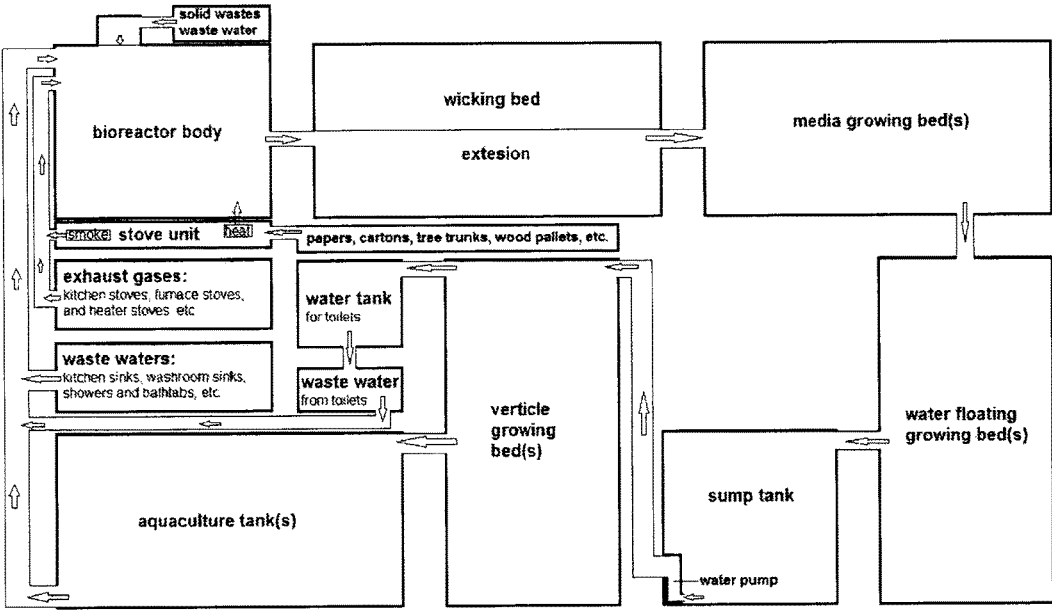 solid wastes
waste water
bioreactor body
wicking bed
extesion
media growing bed(s)
smoke
stove unit
heat
papers, cartons, tree trunks, wood pallets, etc.
exhaust gases:
kitchen stoves, furnace stoves,
and heater stoves etc
water tank
for toilets
waste waters:
kitchen sinks, washroom sinks,
showers and bathtabs, etc.
waste water
from toilets
verticle
growing
bed(s)
water floating
growing bed(s)
sump tank
aquaculture tank(s)
water pump